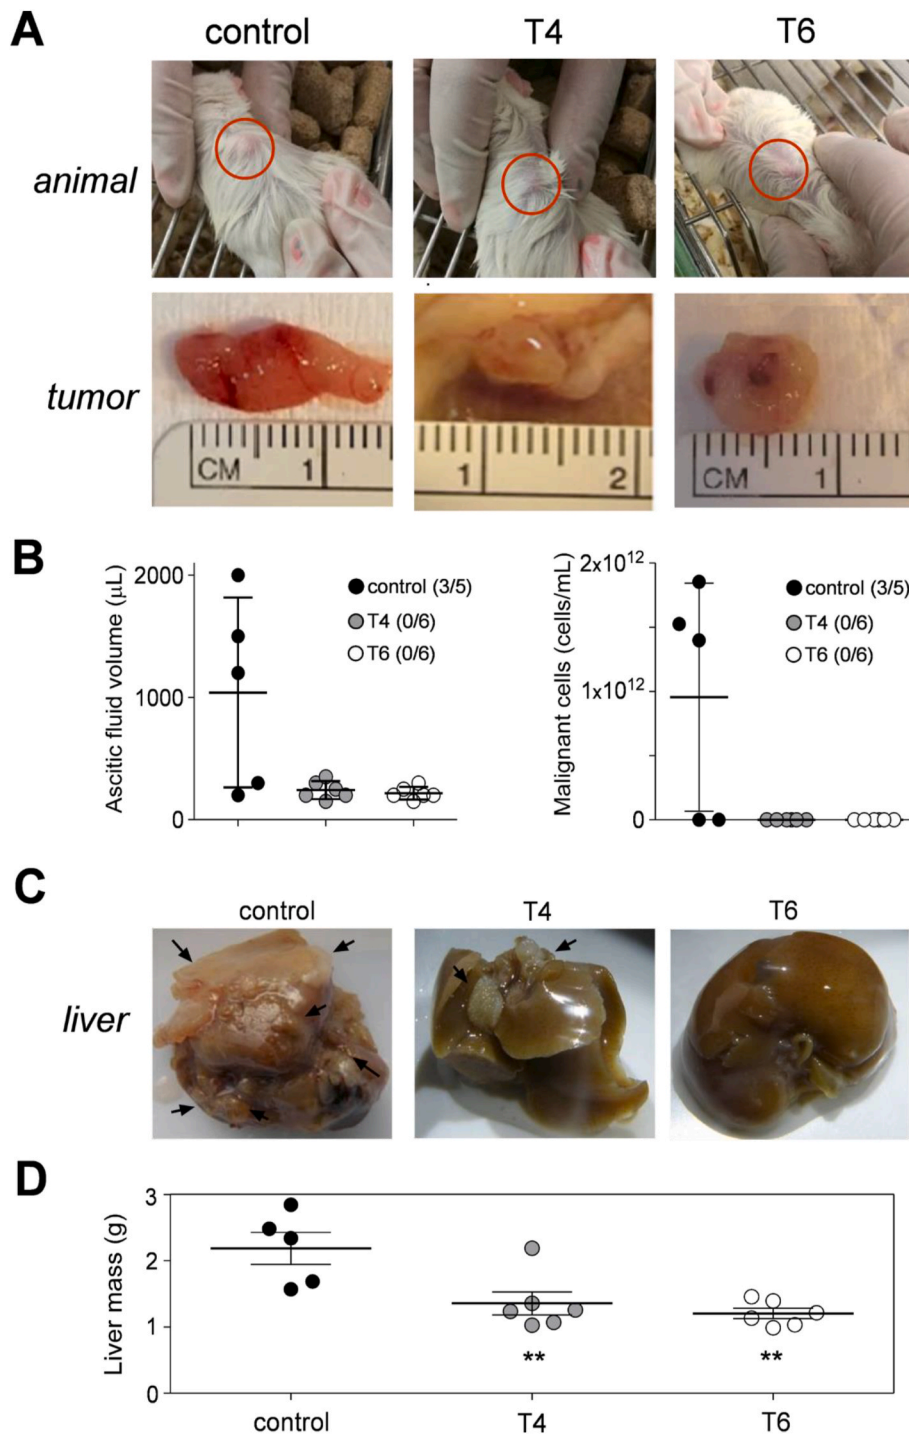 A
control T4 T6
animal
tumor
CM 1
1 2
CM 1
B
Ascitic fluid volume (µL)
2000
1000
0
control (3/5)
T4 (0/6)
T6 (0/6)
Malignant cells (cells/mL)
2x10¹²
1x10¹²
0
control (3/5)
T4 (0/6)
T6 (0/6)
C
control T4 T6
liver
D
Liver mass (g)
3
2
1
0
** **
control T4 T6